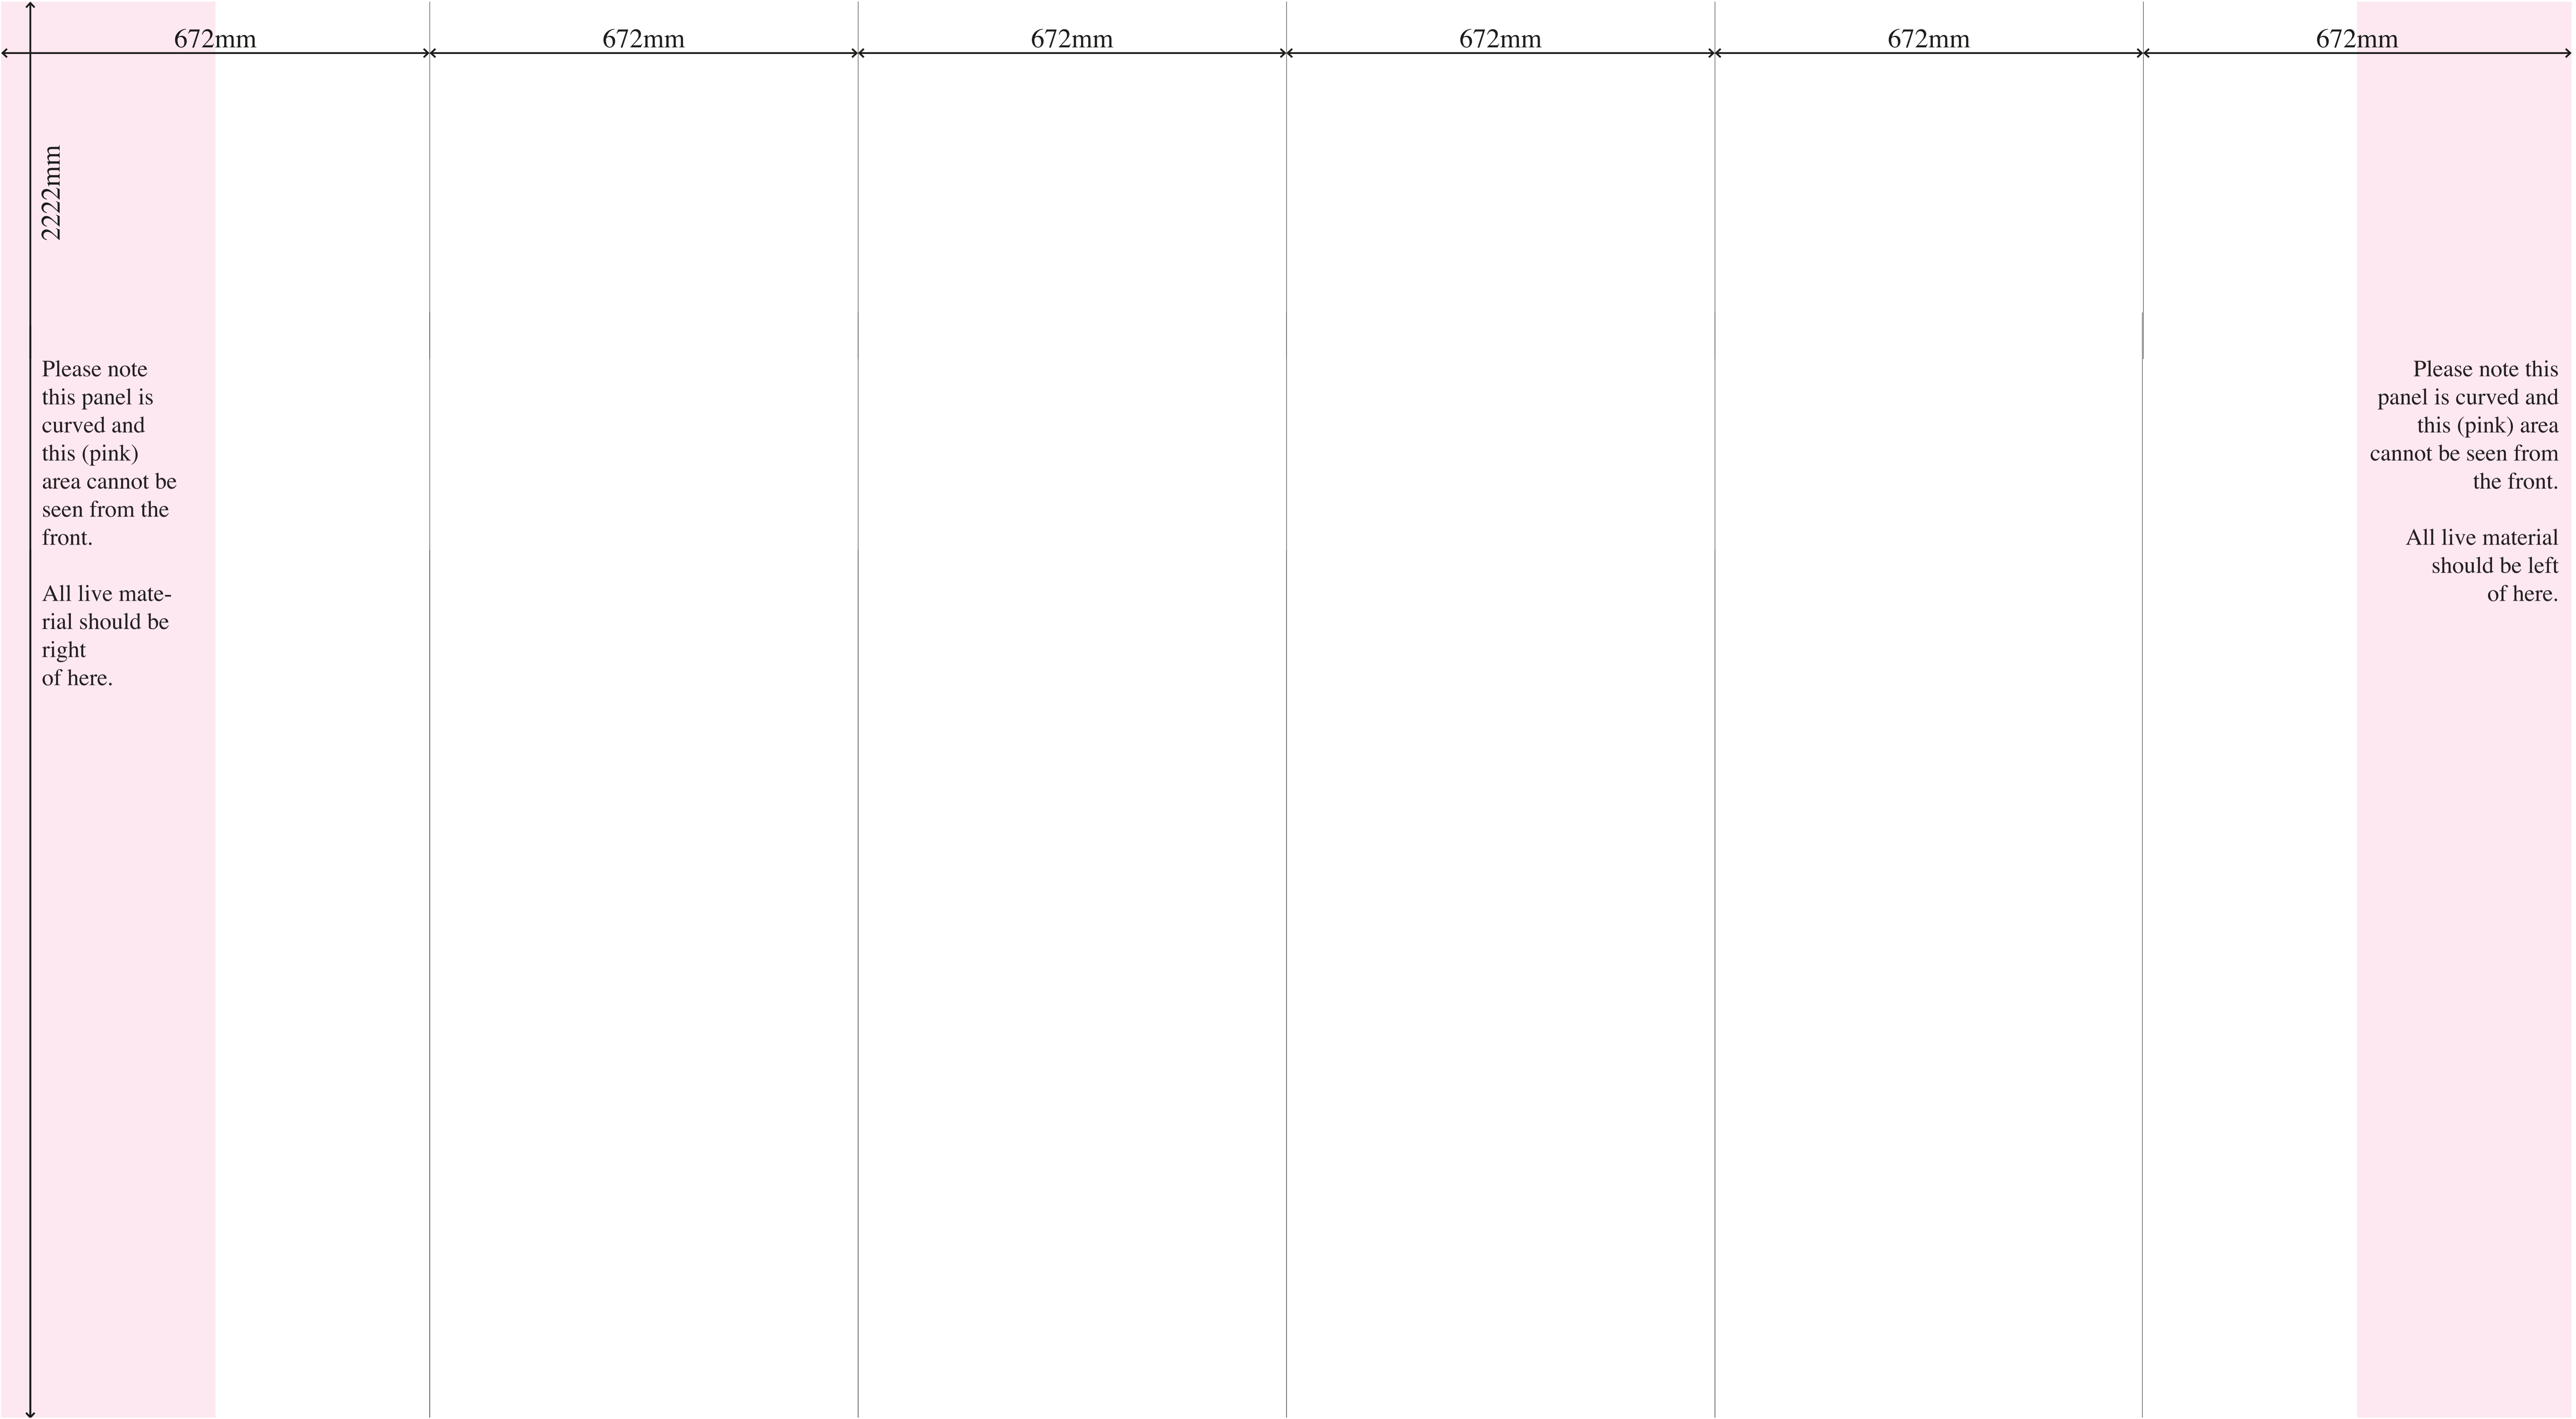 672mm
672mm
672mm
672mm
672mm
672mm
2222mm
Please note
this panel is
curved and
this (pink)
area cannot be
seen from the
front.
All live mate-
rial should be
right
of here.
Please note this
panel is curved and
this (pink) area
cannot be seen from
the front.
All live material
should be left
of here.